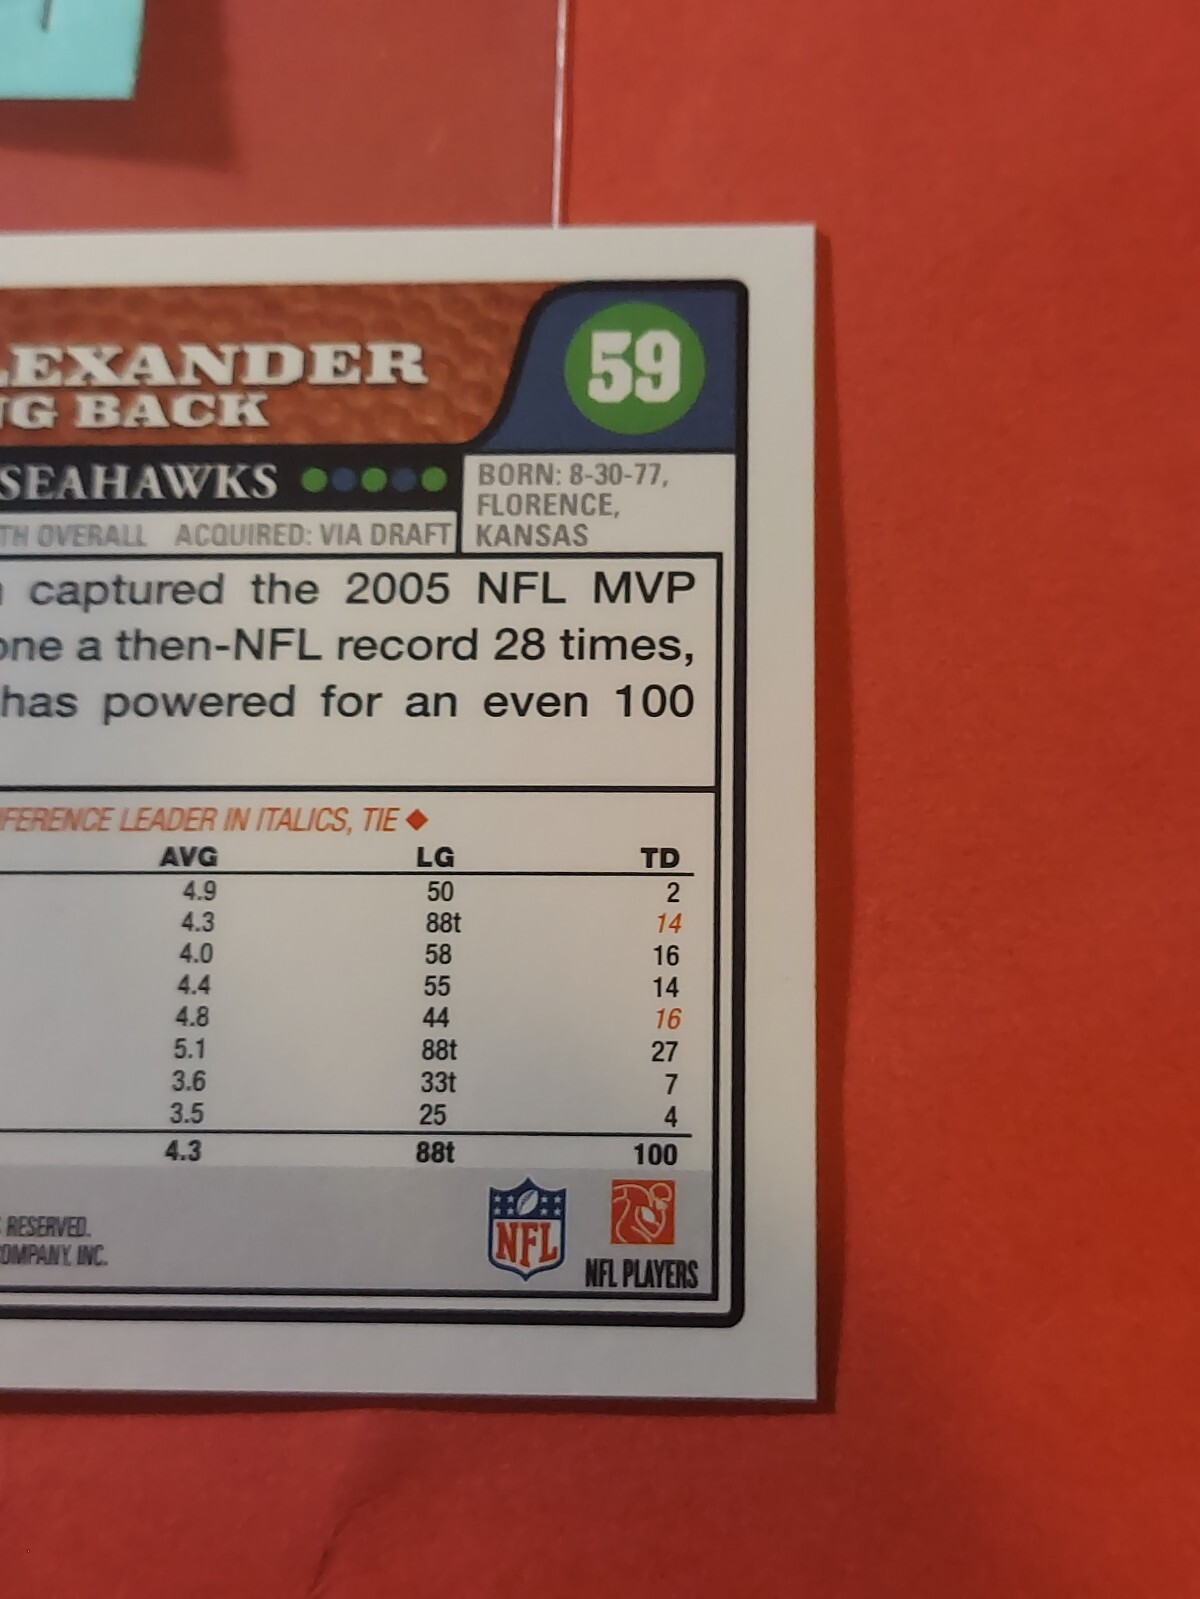 59
LEXANDER
NG BACK
SEAHAWKS
BORN: 8-30-77,
FLORENCE,
KANSAS
TH OVERALL ACQUIRED: VIA DRAFT
captured the 2005 NFL MVP
one a then-NFL record 28 times,
has powered for an even 100
FERENCE LEADER IN ITALICS, TIE ◆
AVG LG TD
4.9 50 2
4.3 88t 14
4.0 58 16
4.4 55 14
4.8 44 16
5.1 88t 27
3.6 33t 7
3.5 25 4
4.3 88t 100
RESERVED.
OMPANY, INC.
NFL
NFL PLAYERS